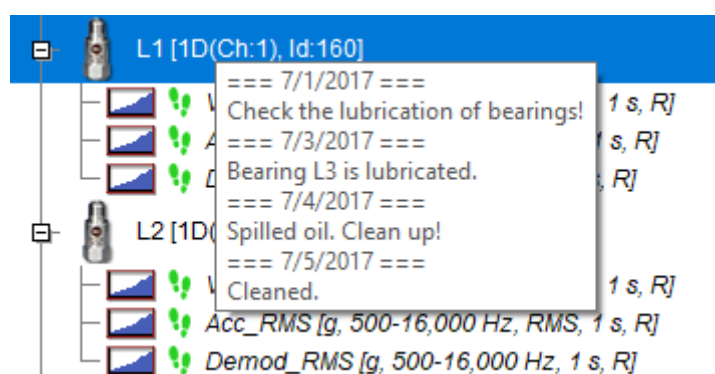 L1 [1D(Ch:1), Id:160]
=== 7/1/2017 ===
Check the lubrication of bearings!
1 s, R]
=== 7/3/2017 ===
s, R]
Bearing L3 is lubricated.
, R]
=== 7/4/2017 ===
L2 [1D(
Spilled oil. Clean up!
=== 7/5/2017 ===
1 s, R]
Cleaned.
Acc_RMS [g, 500-16,000 Hz, RMS, 1 s, R]
Demod_RMS [g, 500-16,000 Hz, 1 s, R]